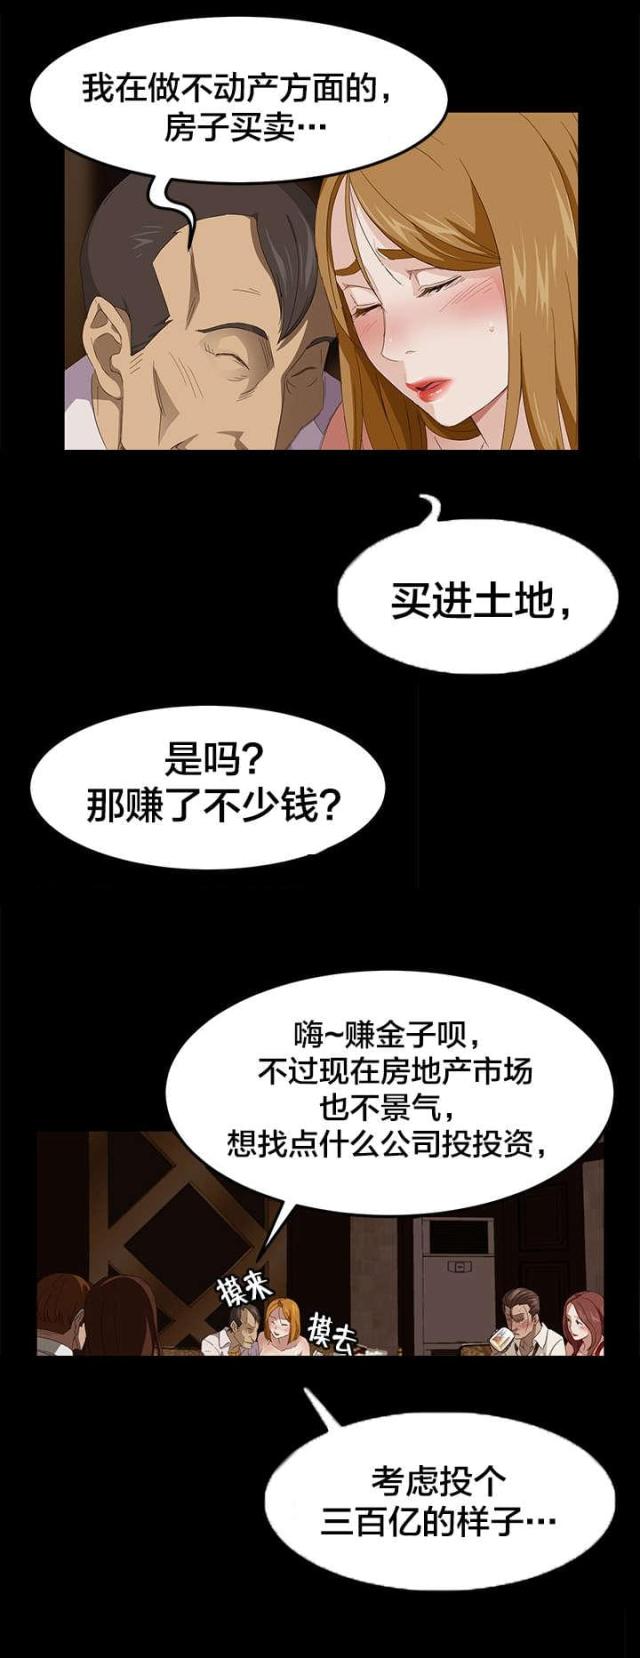 我在做不动产方面的，
房子买卖…
买进土地，
是吗？
那赚了不少钱？
嗨~赚金子呗，
不过现在房地产市场
也不景气，
想找点什么公司投投资，
摸来
摸去
考虑投个
三百亿的样子…